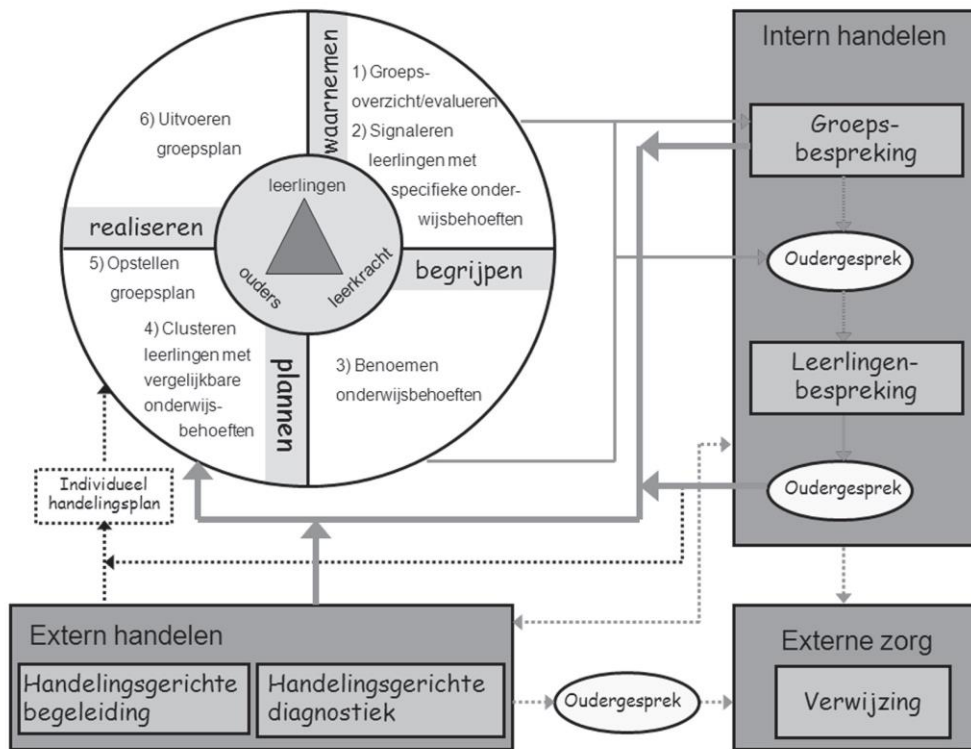 waarnemen
1) Groeps-
overzicht/evalueren
2) Signaleren
leerlingen met
specifieke onder-
wijsbehoeften
begrijpen
3) Benoemen
onderwijsbehoeften
plannen
4) Clusteren
leerlingen met
vergelijkbare
onderwijs-
behoeften
5) Opstellen
groepsplan
realiseren
6) Uitvoeren
groepsplan
leerlingen
ouders
leerkracht
Intern handelen
Groeps-
bespreking
Oudergesprek
Leerlingen-
bespreking
Oudergesprek
Individueel
handelingsplan
Extern handelen
Handelingsgerichte
begeleiding
Handelingsgerichte
diagnostiek
Oudergesprek
Externe zorg
Verwijzing